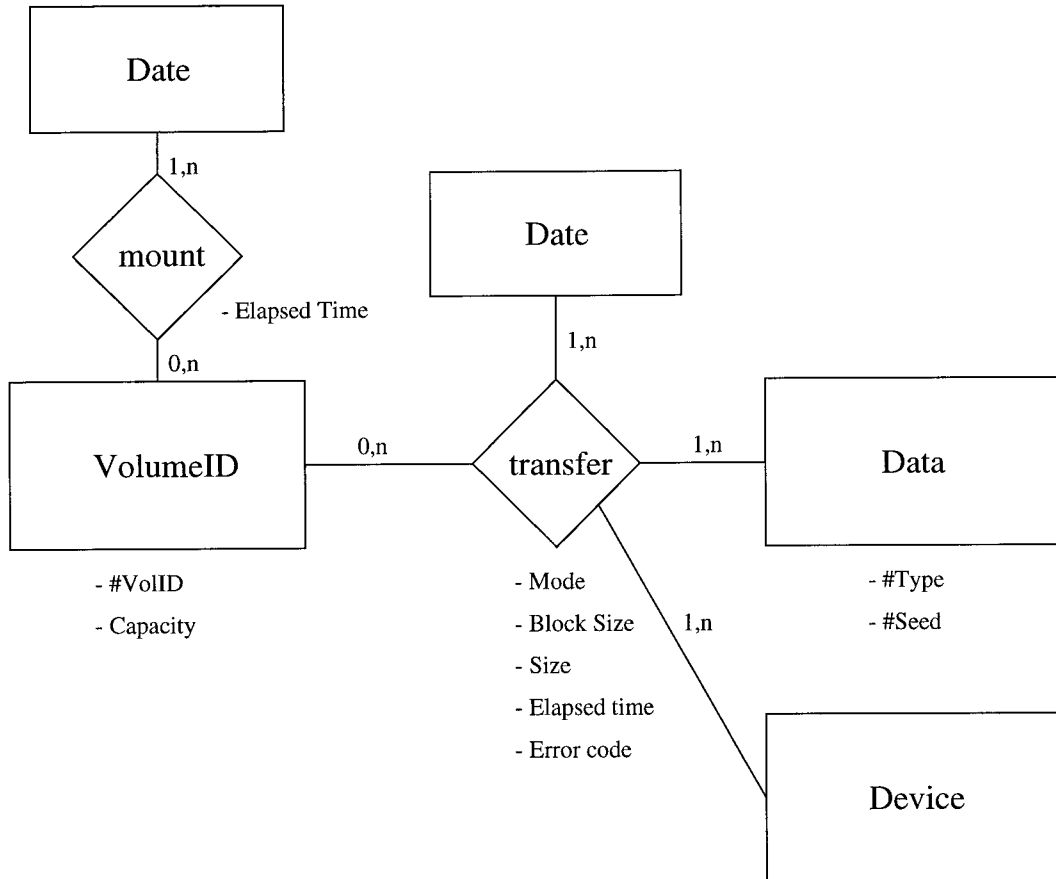 Date
1,n
mount
- Elapsed Time
0,n
VolumeID
- #VolID
- Capacity
0,n
Date
1,n
transfer
- Mode
- Block Size
- Size
- Elapsed time
- Error code
1,n
Data
- #Type
- #Seed
1,n
Device